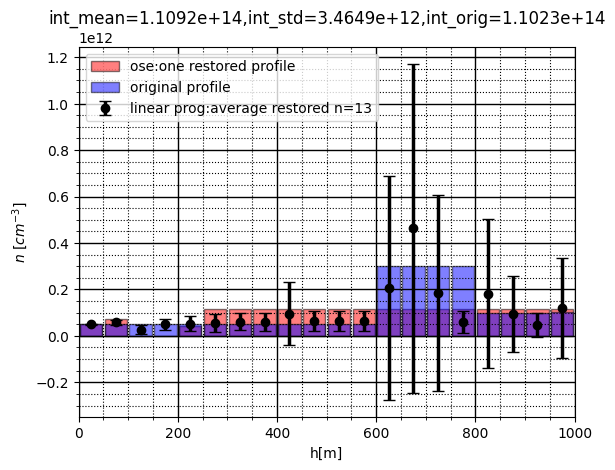 int_mean=1.1092e+14,int_std=3.4649e+12,int_orig=1.1023e+14
1e12
ose:one restored profile
original profile
linear prog:average restored n=13
1.2
1.0
0.8
0.6
0.4
0.2
0.0
−0.2
n [cm⁻³]
0 200 400 600 800 1000
h[m]